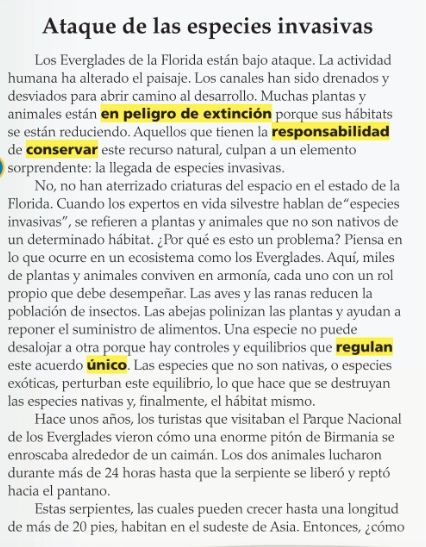 Ataque de las especies invasivas
Los Everglades de la Florida están bajo ataque. La actividad
humana ha alterado el paisaje. Los canales han sido drenados y
desviados para abrir camino al desarrollo. Muchas plantas y
animales están en peligro de extinción porque sus hábitats
se están reduciendo. Aquellos que tienen la responsabilidad
de conservar este recurso natural, culpan a un elemento
sorprendente: la llegada de especies invasivas.
No, no han aterrizado criaturas del espacio en el estado de la
Florida. Cuando los expertos en vida silvestre hablan de “especies
invasivas”, se refieren a plantas y animales que no son nativos de
un determinado hábitat. ¿Por qué es esto un problema? Piensa en
lo que ocurre en un ecosistema como los Everglades. Aquí, miles
de plantas y animales conviven en armonía, cada uno con un rol
propio que debe desempeñar. Las aves y las ranas reducen la
población de insectos. Las abejas polinizan las plantas y ayudan a
reponer el suministro de alimentos. Una especie no puede
desalojar a otra porque hay controles y equilibrios que regulan
este acuerdo único. Las especies que no son nativas, o especies
exóticas, perturban este equilibrio, lo que hace que se destruyan
las especies nativas y, finalmente, el hábitat mismo.
Hace unos años, los turistas que visitaban el Parque Nacional
de los Everglades vieron cómo una enorme pitón de Birmania se
enroscaba alrededor de un caimán. Los dos animales lucharon
durante más de 24 horas hasta que la serpiente se liberó y reptó
hacia el pantano.
Estas serpientes, las cuales pueden crecer hasta una longitud
de más de 20 pies, habitan en el sudeste de Asia. Entonces, ¿cómo